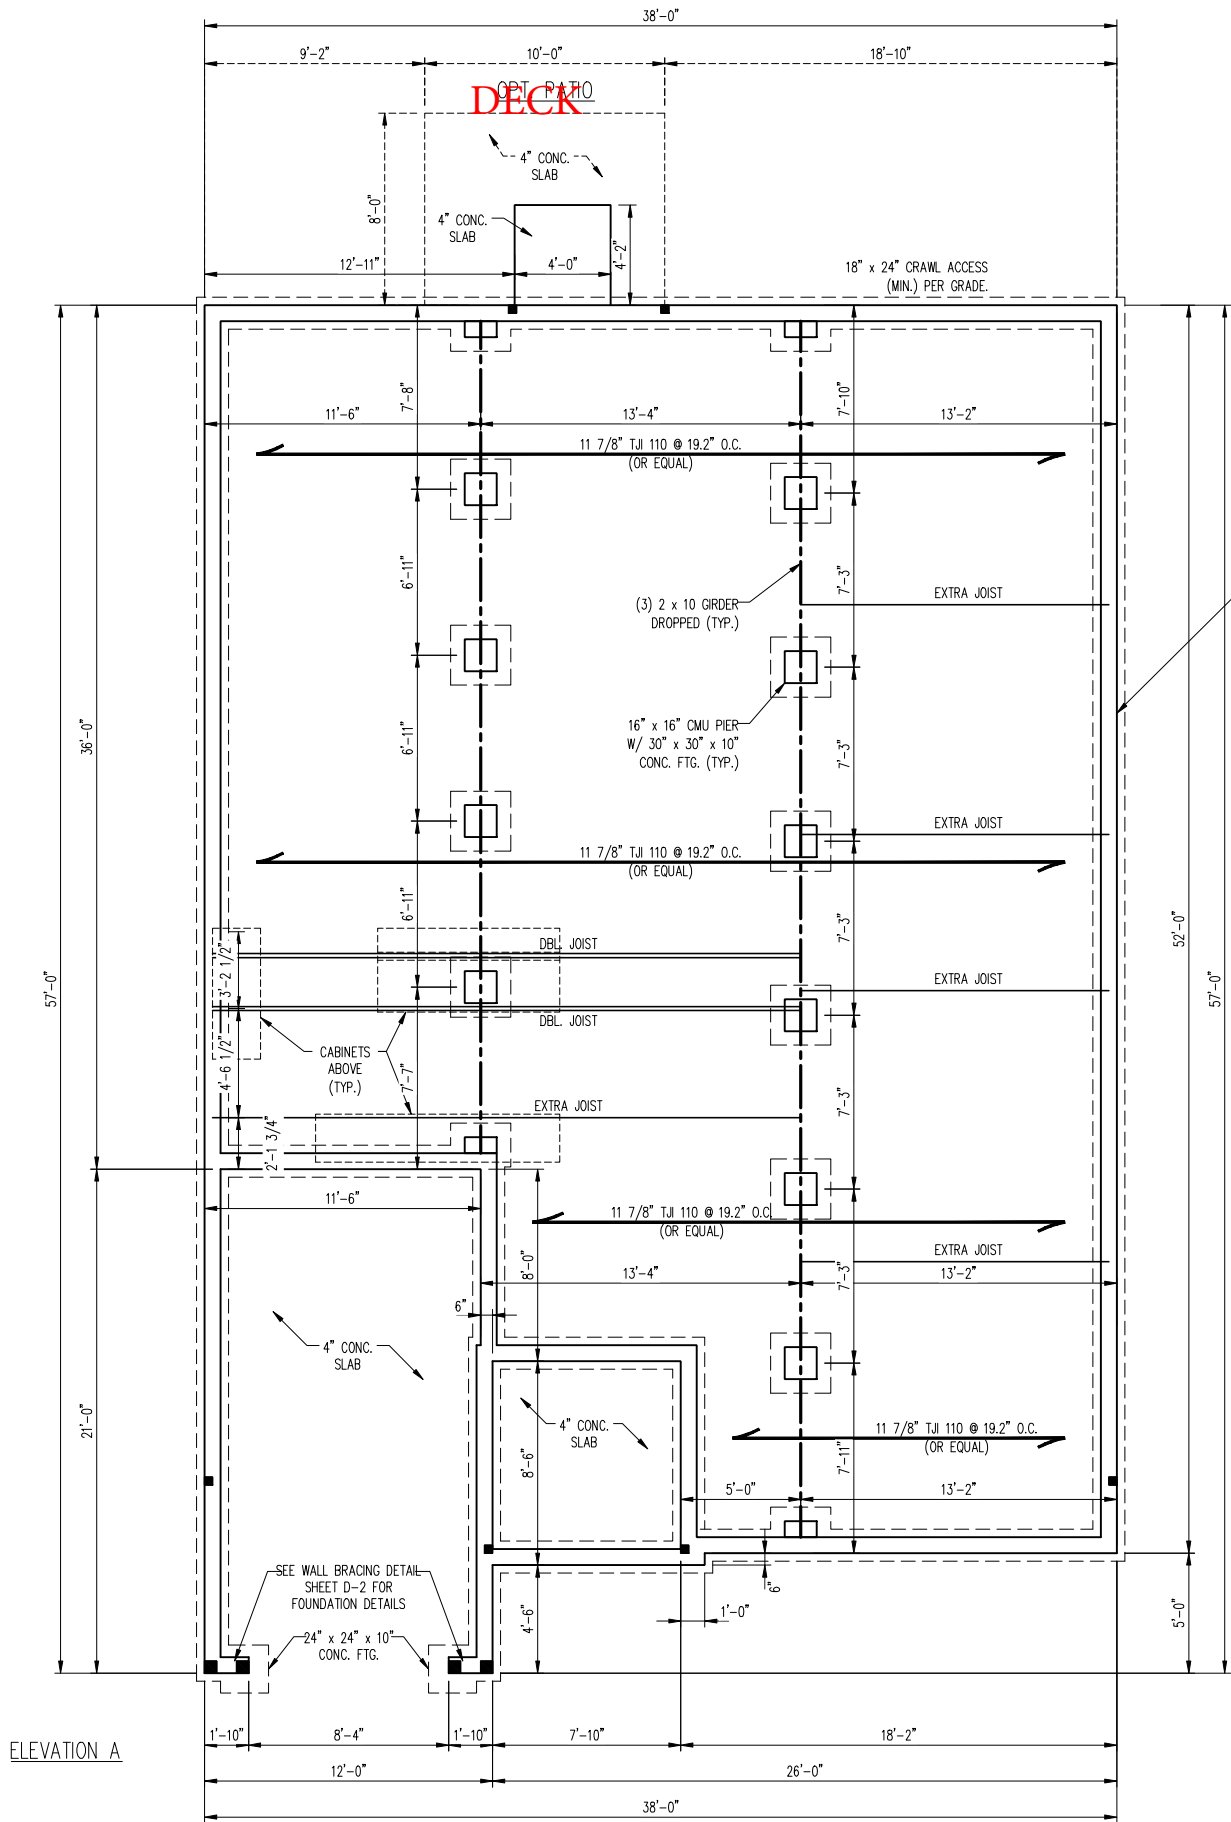 38'-0"
9'-2"
10'-0"
18'-10"
OPT. PATIO
DECK
4" CONC.
SLAB
8'-0"
4" CONC.
SLAB
4'-2"
12'-11"
4'-0"
18" x 24" CRAWL ACCESS
(MIN.) PER GRADE.
7'-8"
7'-10"
11'-6"
13'-4"
13'-2"
11 7/8" TJI 110 @ 19.2" O.C.
(OR EQUAL)
6'-11"
7'-3"
EXTRA JOIST
(3) 2 x 10 GIRDER
DROPPED (TYP.)
16" x 16" CMU PIER
W/ 30" x 30" x 10"
CONC. FTG. (TYP.)
36'-0"
6'-11"
7'-3"
EXTRA JOIST
11 7/8" TJI 110 @ 19.2" O.C.
(OR EQUAL)
6'-11"
7'-3"
52'-0"
57'-0"
57'-0"
3'-2 1/2"
DBL. JOIST
EXTRA JOIST
DBL. JOIST
4'-6 1/2"
CABINETS
ABOVE
(TYP.)
7'-7"
7'-3"
EXTRA JOIST
2'-1 3/4"
11'-6"
11 7/8" TJI 110 @ 19.2" O.C.
(OR EQUAL)
8'-0"
EXTRA JOIST
13'-4"
7'-3"
13'-2"
6"
4" CONC.
SLAB
21'-0"
4" CONC.
SLAB
8'-6"
11 7/8" TJI 110 @ 19.2" O.C.
(OR EQUAL)
7'-11"
5'-0"
13'-2"
SEE WALL BRACING DETAIL
SHEET D-2 FOR
FOUNDATION DETAILS
6"
1'-0"
4'-6"
5'-0"
24" x 24" x 10"
CONC. FTG.
1'-10"
8'-4"
1'-10"
7'-10"
18'-2"
ELEVATION A
12'-0"
26'-0"
38'-0"